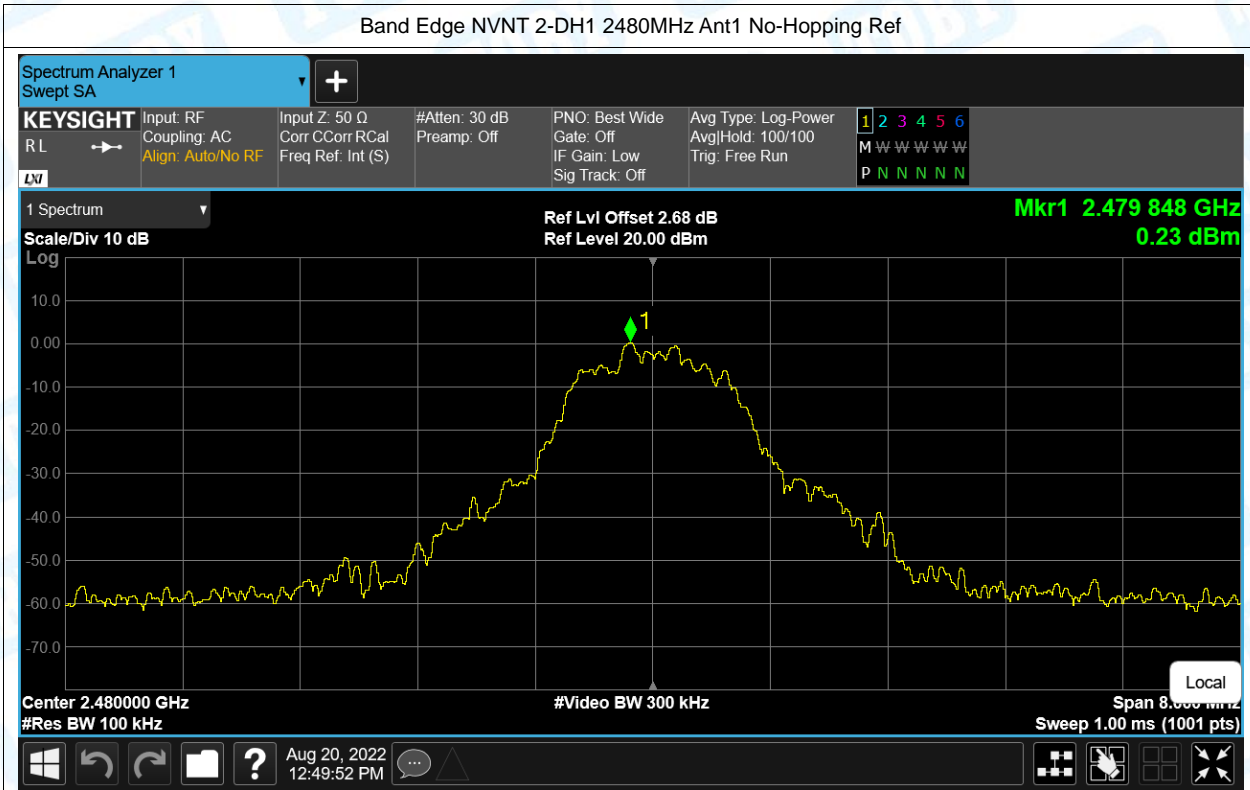 Band Edge NVNT 2-DH1 2480MHz Ant1 No-Hopping Ref
Spectrum Analyzer 1
Swept SA
KEYSIGHT
RL
LXI
Input: RF
Coupling: AC
Align: Auto/No RF
Input Z: 50 Ω
Corr CCorr RCal
Freq Ref: Int (S)
#Atten: 30 dB
Preamp: Off
PNO: Best Wide
Gate: Off
IF Gain: Low
Sig Track: Off
Avg Type: Log-Power
Avg|Hold: 100/100
Trig: Free Run
1 2 3 4 5 6
M W W W W W
P N N N N N
1 Spectrum
Scale/Div 10 dB
Ref Lvl Offset 2.68 dB
Ref Level 20.00 dBm
Mkr1 2.479 848 GHz
0.23 dBm
Log
10.0
0.00
-10.0
-20.0
-30.0
-40.0
-50.0
-60.0
-70.0
1
Center 2.480000 GHz
#Res BW 100 kHz
#Video BW 300 kHz
Local
Span 8.000 MHz
Sweep 1.00 ms (1001 pts)
?
Aug 20, 2022
12:49:52 PM